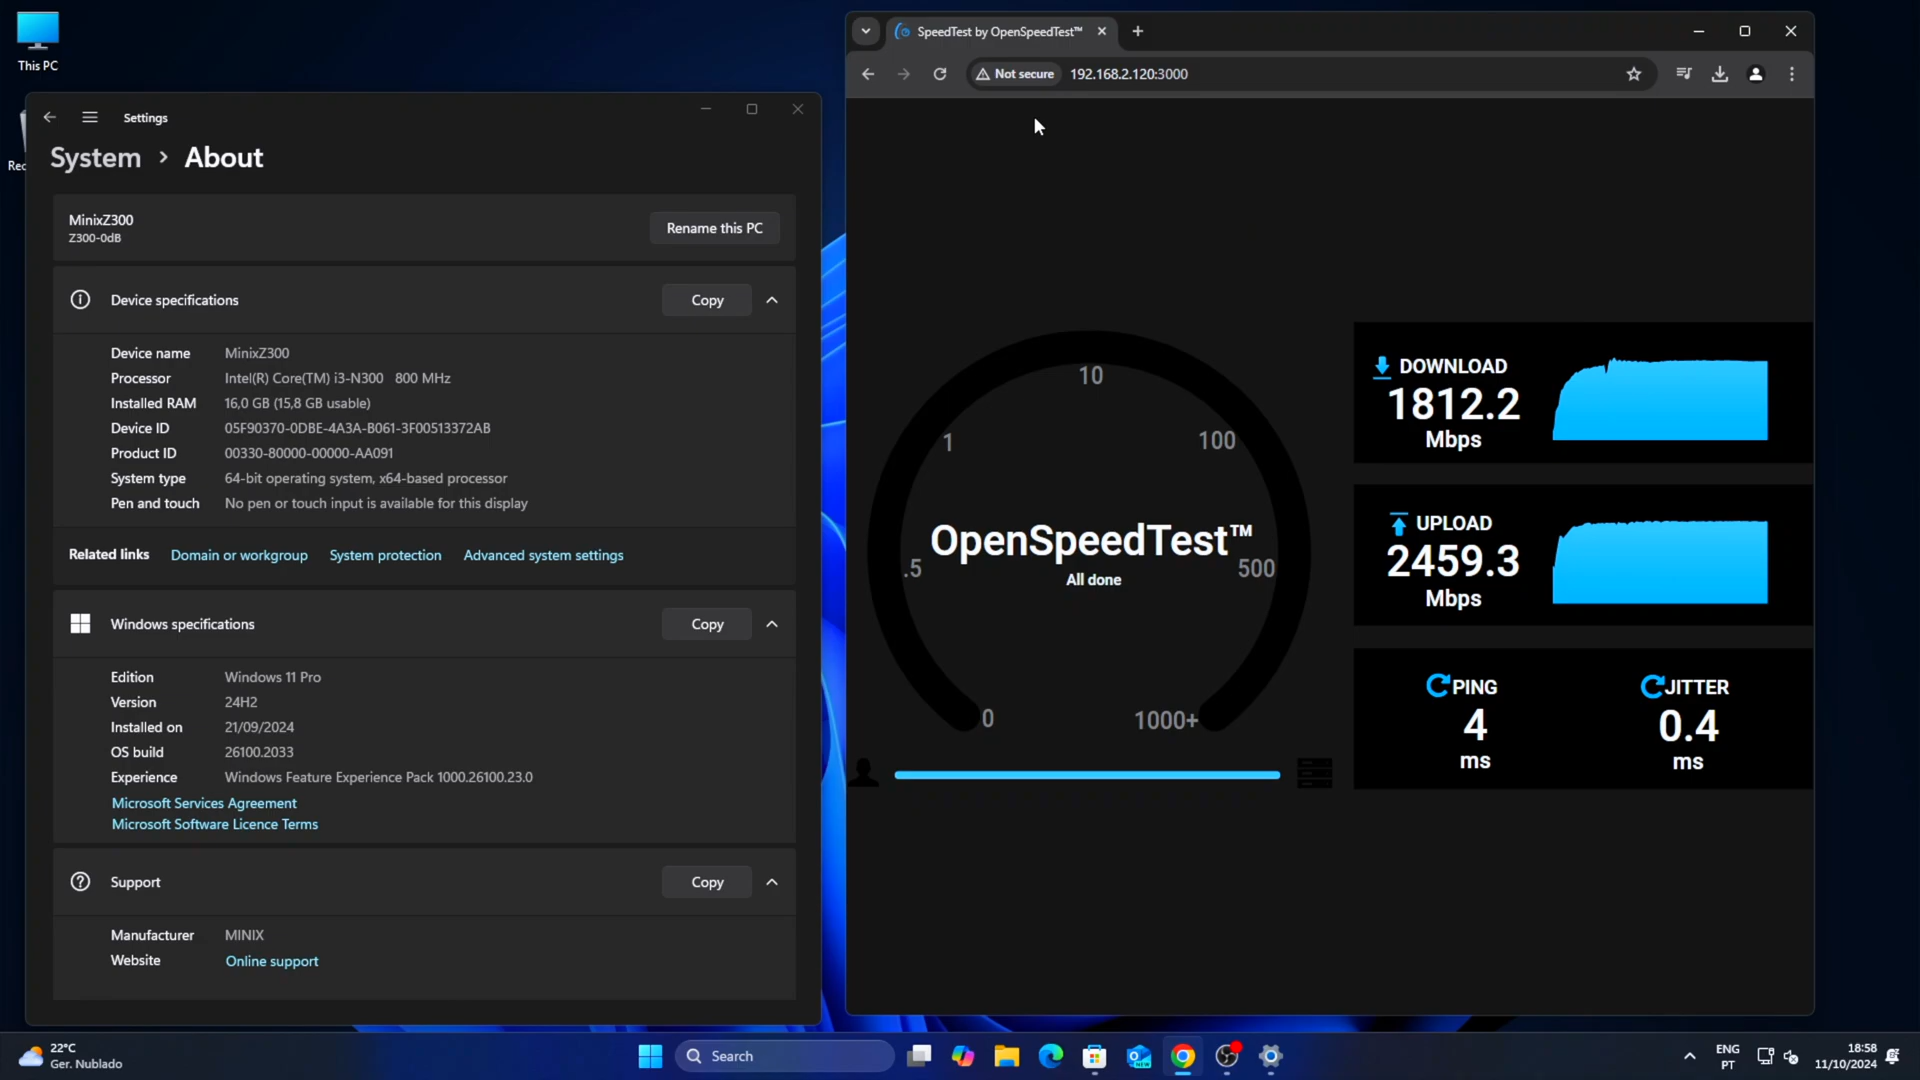 This PC
Rec
Settings
System > About
MinixZ300
Z300-0dB
Rename this PC
Device specifications
Copy
Device name MinixZ300
Processor Intel(R) Core(TM) i3-N300 800 MHz
Installed RAM 16,0 GB (15,8 GB usable)
Device ID 05F90370-0DBE-4A3A-B061-3F00513372AB
Product ID 00330-80000-00000-AA091
System type 64-bit operating system, x64-based processor
Pen and touch No pen or touch input is available for this display
Related links Domain or workgroup System protection Advanced system settings
Windows specifications
Copy
Edition Windows 11 Pro
Version 24H2
Installed on 21/09/2024
OS build 26100.2033
Experience Windows Feature Experience Pack 1000.26100.23.0
Microsoft Services Agreement
Microsoft Software Licence Terms
Support
Copy
Manufacturer MINIX
Website Online support
SpeedTest by OpenSpeedTest™
Not secure 192.168.2.120:3000
10
1 100
OpenSpeedTest™
.5 500
All done
0 1000+
DOWNLOAD
1812.2
Mbps
UPLOAD
2459.3
Mbps
PING JITTER
4 0.4
ms ms
22°C
Ger. Nublado
Search
ENG
PT
18:58
11/10/2024